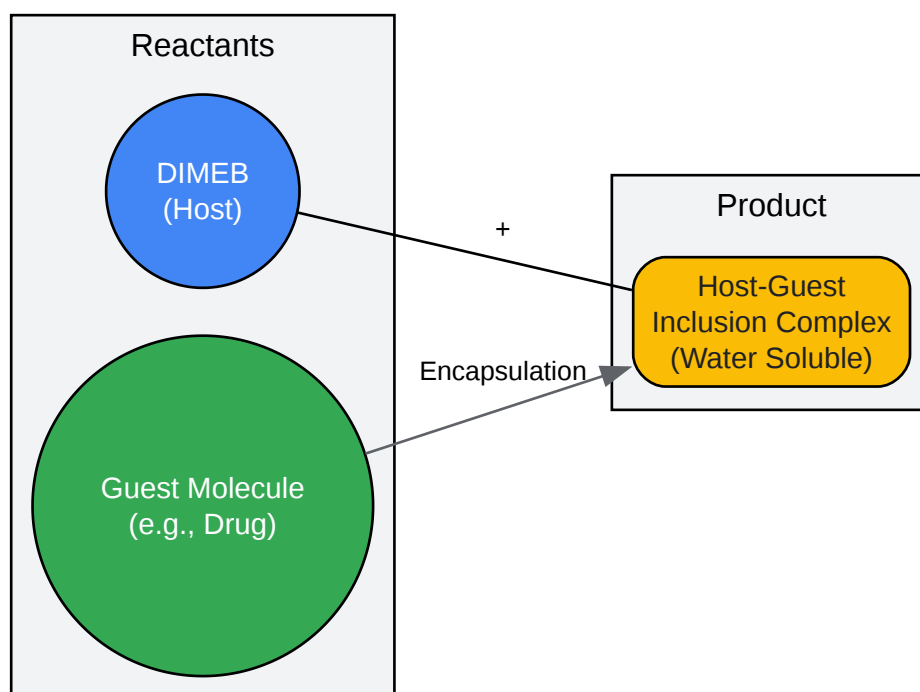 Reactants
DIMEB
(Host)
+
Product
Host-Guest
Inclusion Complex
(Water Soluble)
Encapsulation
Guest Molecule
(e.g., Drug)